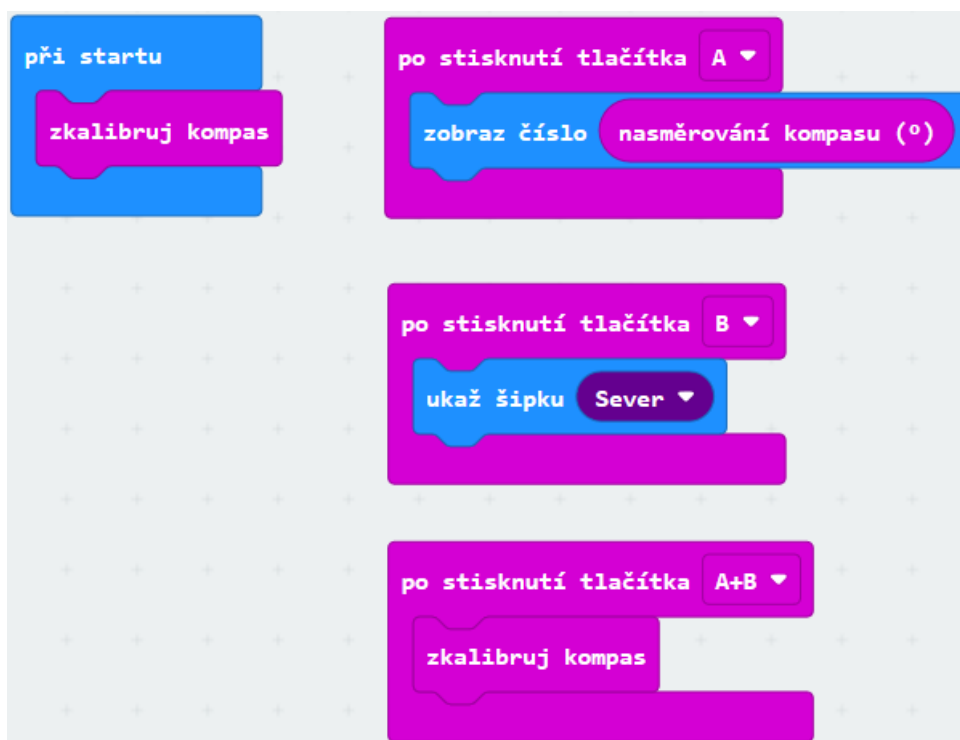 při startu
zkalibruj kompas
po stisknutí tlačítka A
zobraz číslo nasměrování kompasu (º)
po stisknutí tlačítka B
ukaž šipku Sever
po stisknutí tlačítka A+B
zkalibruj kompas